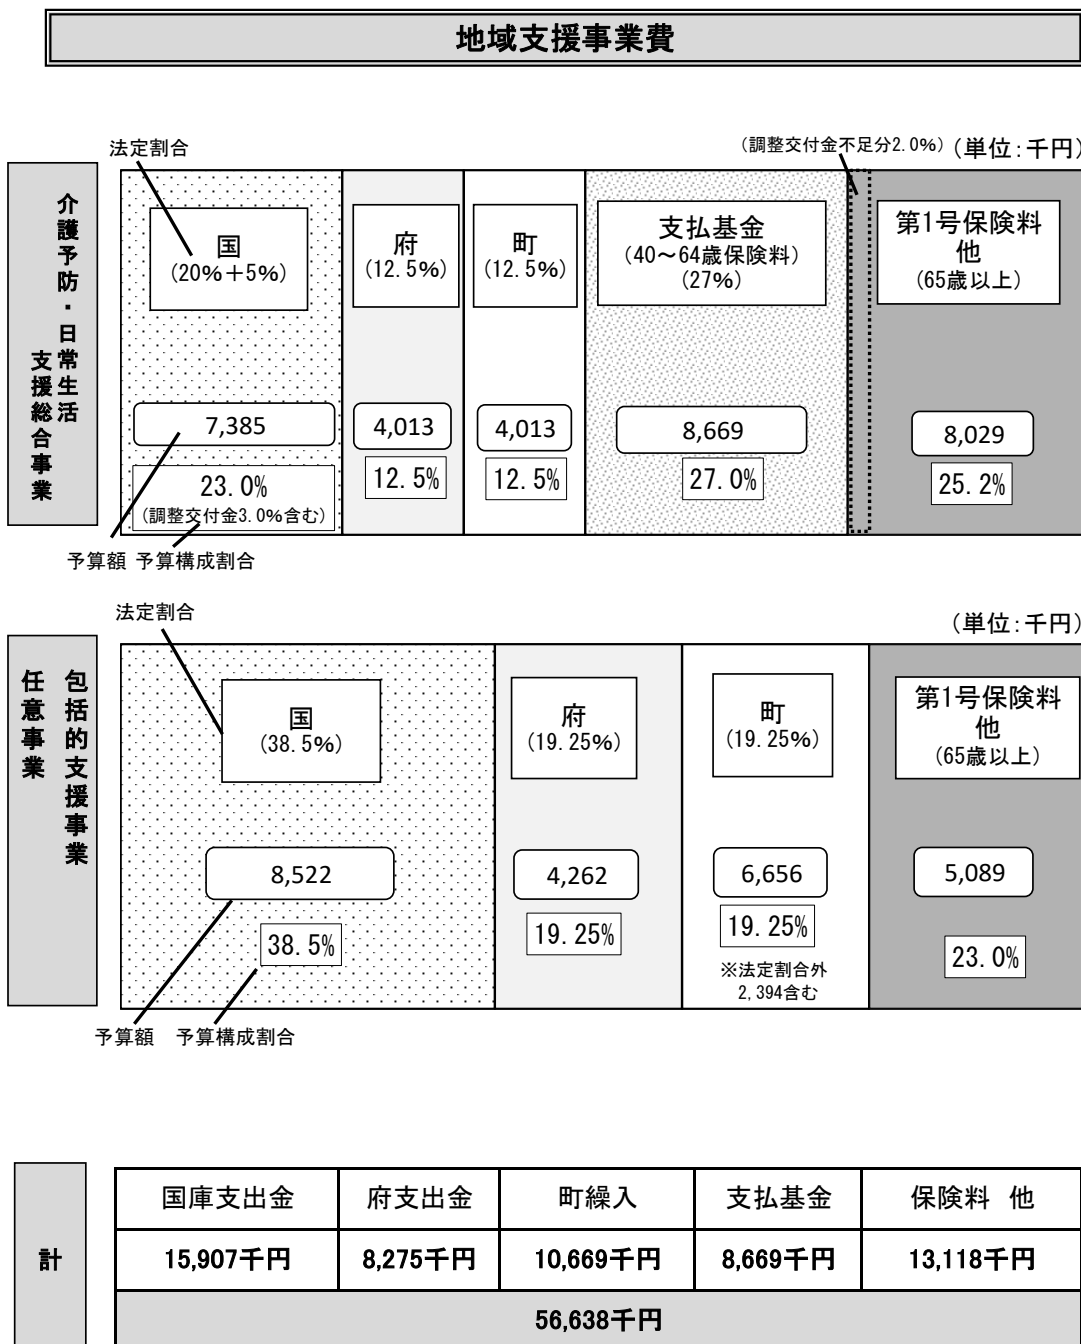 地域支援事業費
法定割合
(調整交付金不足分2.0%)
(単位:千円)
介護予防・日常生活
支援総合事業
国
(20%+5%)
府
(12.5%)
町
(12.5%)
支払基金
(40~64歳保険料)
(27%)
第1号保険料
他
(65歳以上)
7,385
4,013
4,013
8,669
8,029
23.0%
(調整交付金3.0%含む)
12.5%
12.5%
27.0%
25.2%
予算額 予算構成割合
法定割合
(単位:千円)
包括的支援事業
任意事業
国
(38.5%)
府
(19.25%)
町
(19.25%)
第1号保険料
他
(65歳以上)
8,522
4,262
6,656
5,089
38.5%
19.25%
19.25%
※法定割合外
2,394含む
23.0%
予算額 予算構成割合
計
国庫支出金 府支出金 町繰入 支払基金 保険料 他
15,907千円 8,275千円 10,669千円 8,669千円 13,118千円
56,638千円